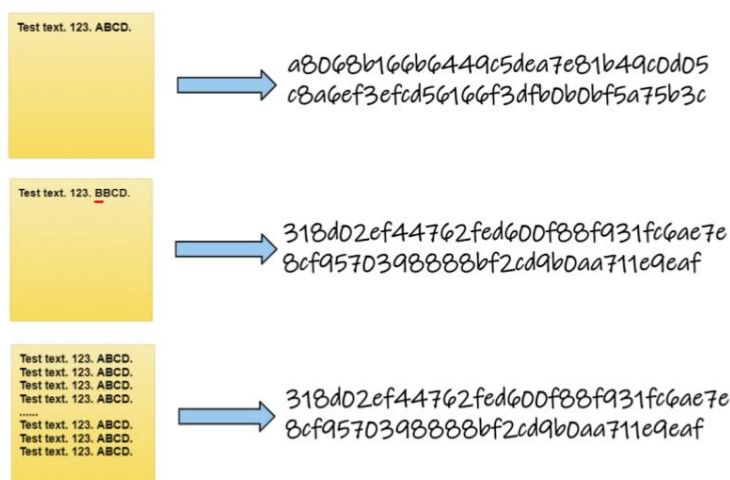 Test text. 123. ABCD.
a8068b166b6449c5dea7e81b49c0d05
c8a6ef3efcd56166f3dfb0b0bf5a75b3c
Test text. 123. BBCD.
318d02ef44762fed600f88f931fc6ae7e
8cf9570398888bf2cd9b0aa711e9eaf
Test text. 123. ABCD.
Test text. 123. ABCD.
Test text. 123. ABCD.
Test text. 123. ABCD.
......
Test text. 123. ABCD.
Test text. 123. ABCD.
Test text. 123. ABCD.
318d02ef44762fed600f88f931fc6ae7e
8cf9570398888bf2cd9b0aa711e9eaf